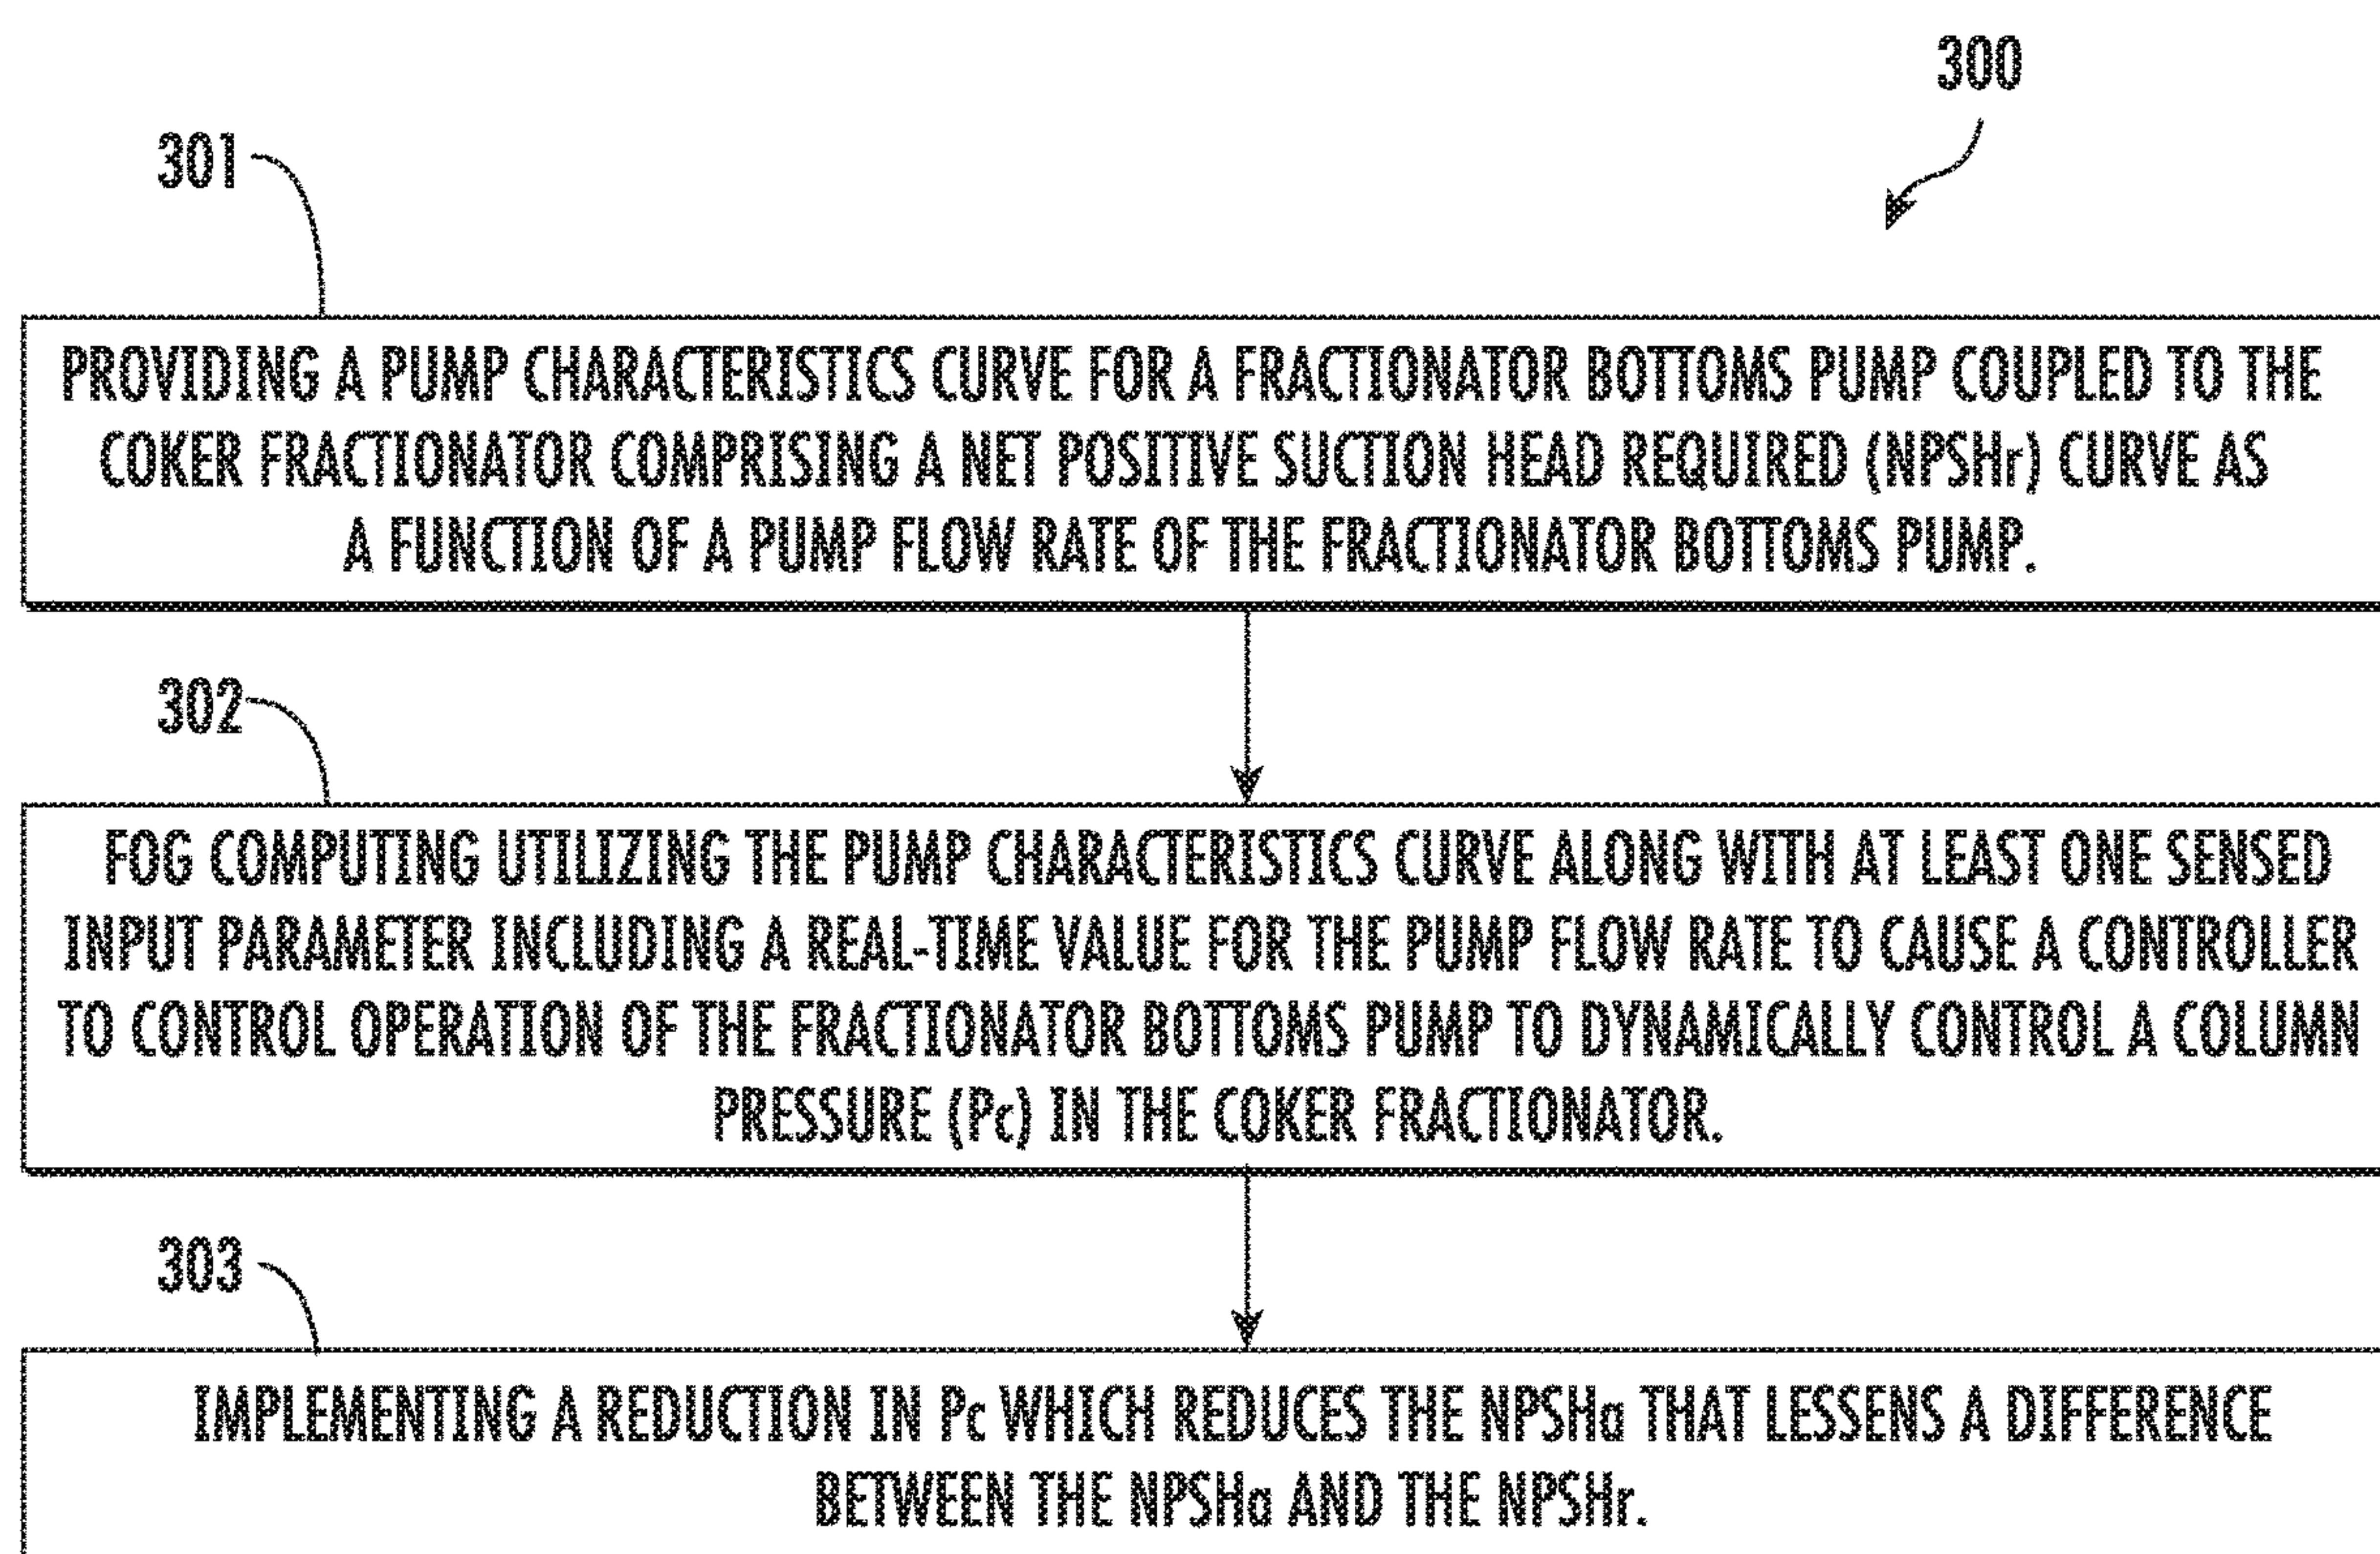 300
301
PROVIDING A PUMP CHARACTERISTICS CURVE FOR A FRACTIONATOR BOTTOMS PUMP COUPLED TO THE
COKER FRACTIONATOR COMPRISING A NET POSITIVE SUCTION HEAD REQUIRED (NPSHr) CURVE AS
A FUNCTION OF A PUMP FLOW RATE OF THE FRACTIONATOR BOTTOMS PUMP.
302
FOG COMPUTING UTILIZING THE PUMP CHARACTERISTICS CURVE ALONG WITH AT LEAST ONE SENSED
INPUT PARAMETER INCLUDING A REAL-TIME VALUE FOR THE PUMP FLOW RATE TO CAUSE A CONTROLLER
TO CONTROL OPERATION OF THE FRACTIONATOR BOTTOMS PUMP TO DYNAMICALLY CONTROL A COLUMN
PRESSURE (Pc) IN THE COKER FRACTIONATOR.
303
IMPLEMENTING A REDUCTION IN Pc WHICH REDUCES THE NPSHa THAT LESSENS A DIFFERENCE
BETWEEN THE NPSHa AND THE NPSHr.